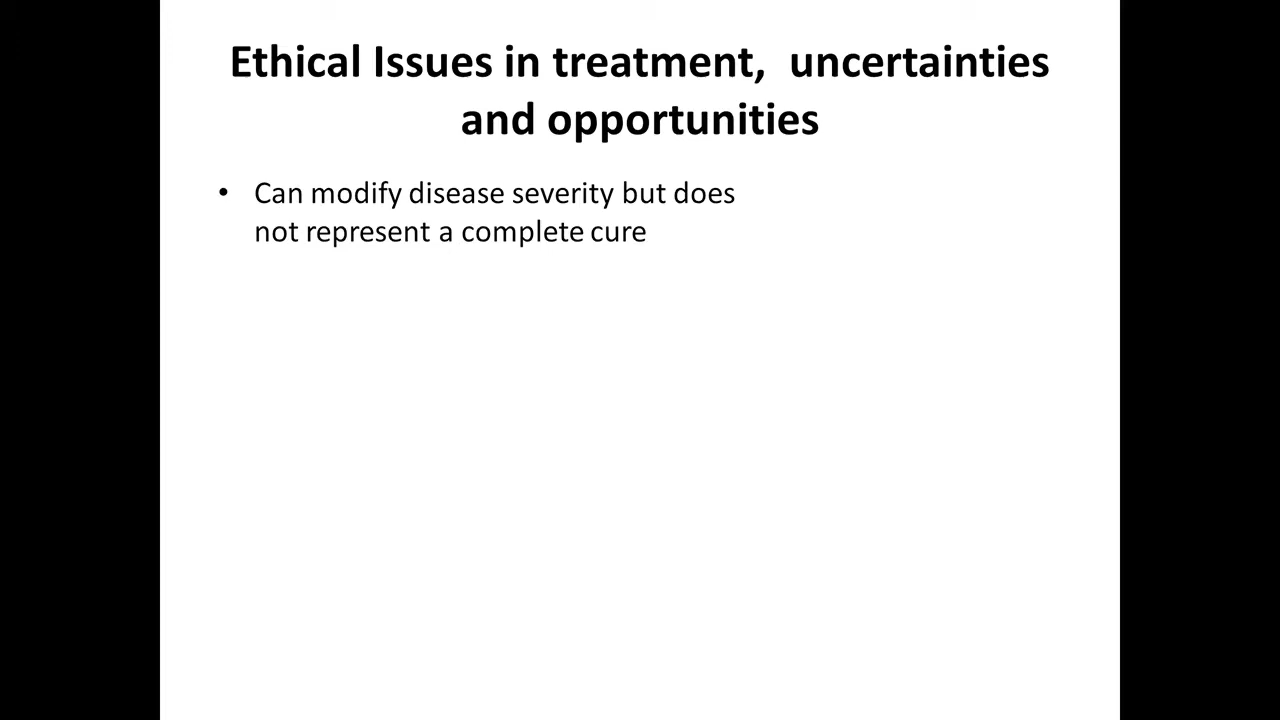 Ethical Issues in treatment,  uncertainties
and opportunities
• Can modify disease severity but does
not represent a complete cure